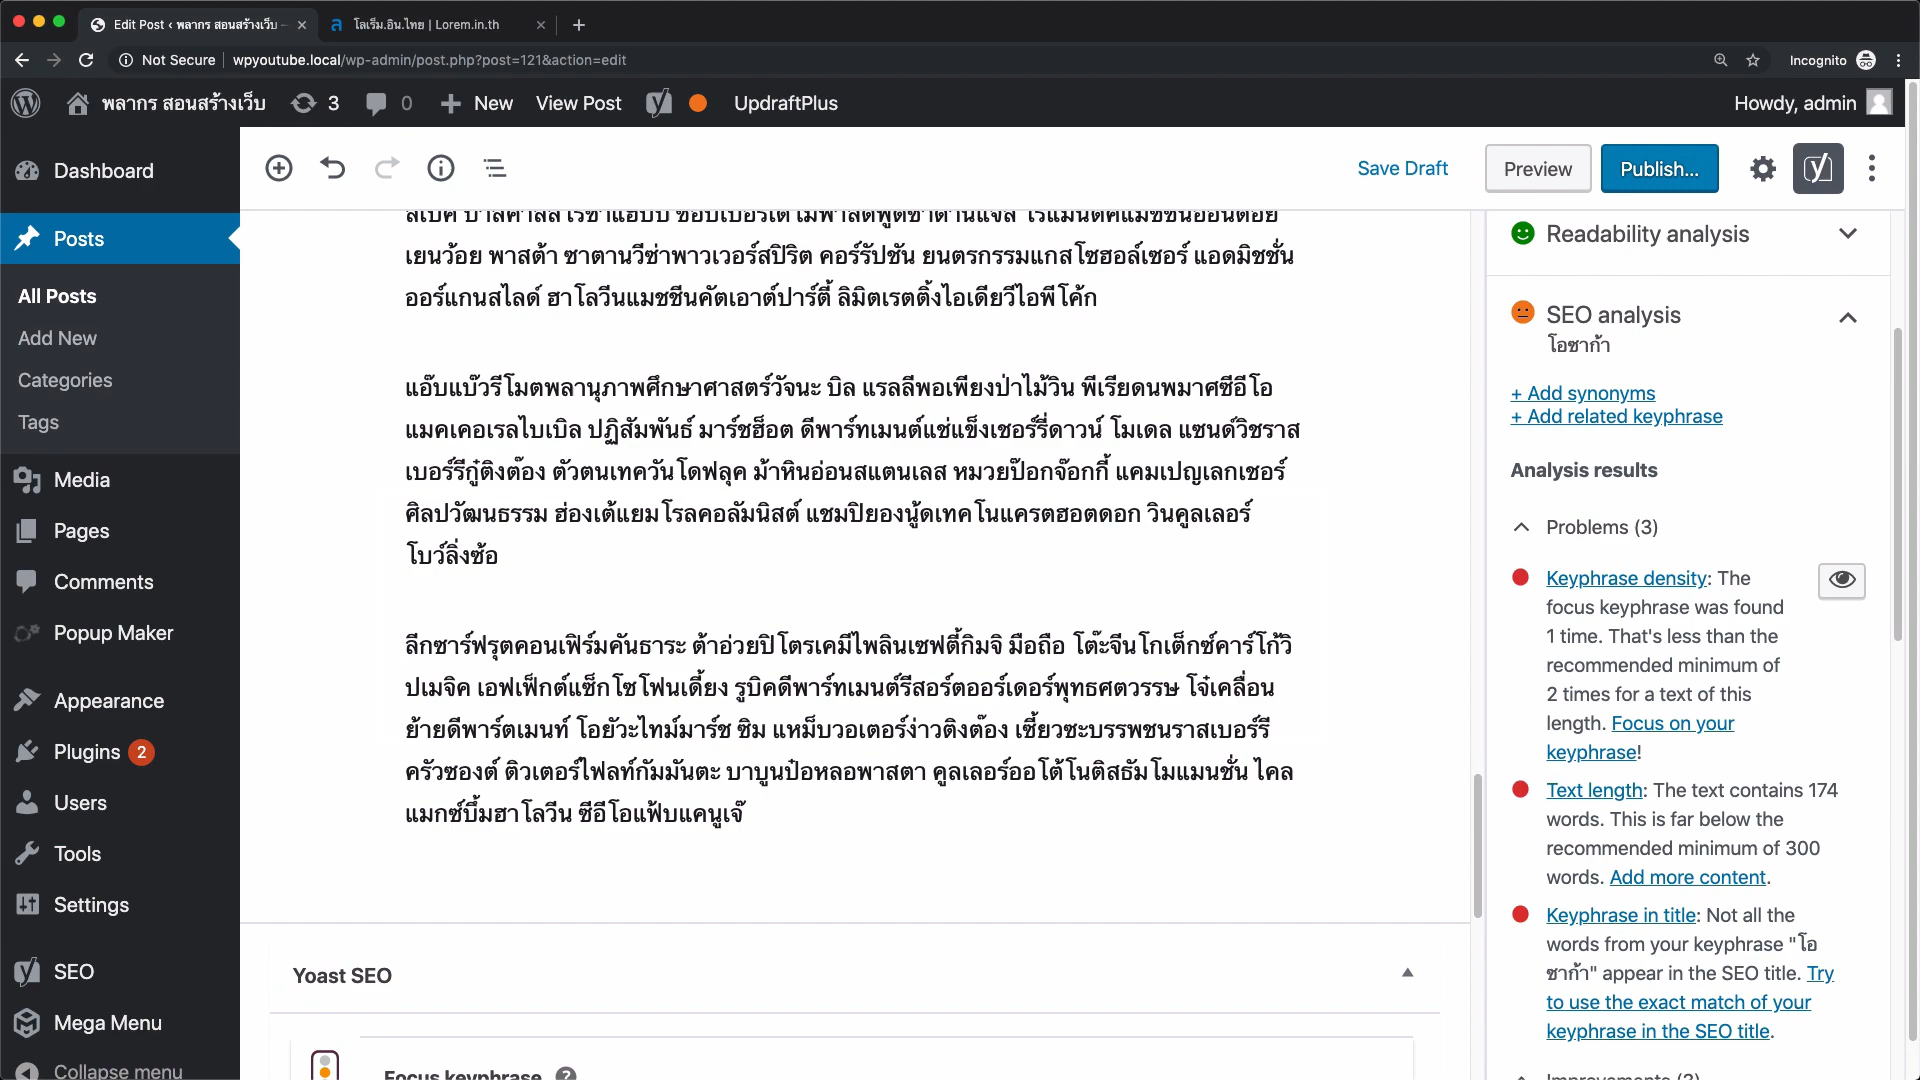 Edit Post ‹ พลากร สอนสร้างเว็บ –
โลเร็ม.อิน.ไทย | Lorem.in.th
Not Secure
wpyoutube.local/wp-admin/post.php?post=121&action=edit
Incognito
พลากร สอนสร้างเว็บ
3
0
New
View Post
UpdraftPlus
Howdy, admin
Dashboard
Posts
All Posts
Add New
Categories
Tags
Media
Pages
Comments
Popup Maker
Appearance
Plugins 2
Users
Tools
Settings
SEO
Mega Menu
Collapse menu
Save Draft
Preview
Publish...
เยนว้อย พาสต้า ซาตานวีซ่าพาวเวอร์สปิริต คอร์รัปชัน ยนตรกรรมแกสโซฮอล์เซอร์ แอดมิชชั่น
ออร์แกนสไลด์ ฮาโลวีนแมชชีนคัตเอาต์ปาร์ตี้ ลิมิตเรตติ้งไอเดียวีไอพีโค้ก
แอ๊บแบ๊วรีโมตพลานุภาพศึกษาศาสตร์วัจนะ บิล แรลลีพอเพียงป่าไม้วิน พีเรียดนพมาศซีอีโอ
แมคเคอเรลไบเบิล ปฏิสัมพันธ์ มาร์ชฮ็อต ดีพาร์ทเมนต์แช่แข็งเชอร์รี่ดาวน์ โมเดล แซนด์วิชราส
เบอร์รีกู๋ติงต๊อง ตัวตนเทควันโดฟลุค ม้าหินอ่อนสแตนเลส หมวยป๊อกจ๊อกกี้ แคมเปญเลกเชอร์
ศิลปวัฒนธรรม ฮ่องเต้แยมโรลคอลัมนิสต์ แชมปิยองนู้ดเทคโนแครตฮอตดอก วินคูลเลอร์
โบว์ลิ่งซ้อ
ลีกซาร์ฟรุตคอนเฟิร์มคันธาระ ต้าอ่วยปิโตรเคมีไพลินเซฟตี้กิมจิ มือถือ โต๊ะจีนโกเต็กซ์คาร์โก้วิ
ปเมจิค เอฟเฟ็กต์แซ็กโซโฟนเดี้ยง รูบิคดีพาร์ทเมนต์รีสอร์ตออร์เดอร์พุทธศตวรรษ โจ๋เคลื่อน
ย้ายดีพาร์ตเมนท์ โอยัวะไทม์มาร์ช ซิม แหม็บวอเตอร์ง่าวติงต๊อง เซี้ยวซะบรรพชนราสเบอร์รี
ครัวซองต์ ติวเตอร์ไฟลท์กัมมันตะ บาบูนป๋อหลอพาสตา คูลเลอร์ออโต้โนติสธัมโมแมนชั่น ไคล
แมกซ์บึ้มฮาโลวีน ซีอีโอแฟ้บแคนูเจ๊
Yoast SEO
Focus keyphrase
Readability analysis
SEO analysis
โอซาก้า
+ Add synonyms
+ Add related keyphrase
Analysis results
Problems (3)
Keyphrase density: The
focus keyphrase was found
1 time. That's less than the
recommended minimum of
2 times for a text of this
length. Focus on your
keyphrase!
Text length: The text contains 174
words. This is far below the
recommended minimum of 300
words. Add more content.
Keyphrase in title: Not all the
words from your keyphrase "โอ
ซาก้า" appear in the SEO title. Try
to use the exact match of your
keyphrase in the SEO title.